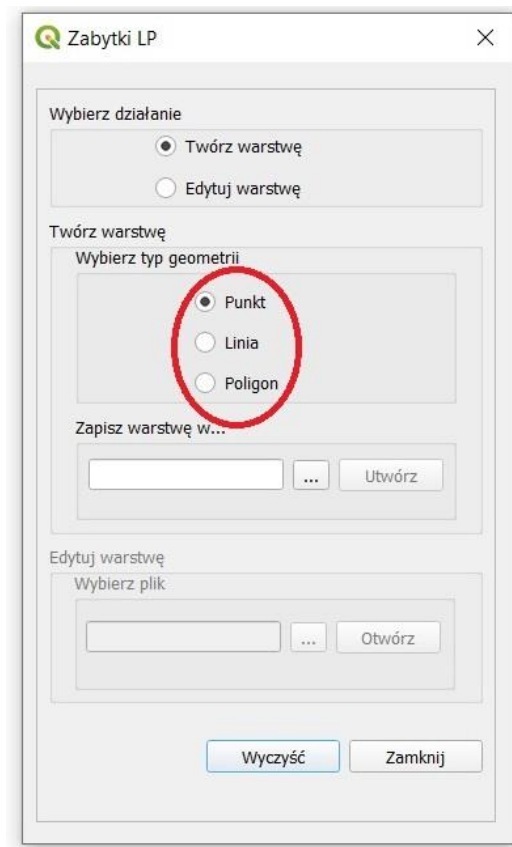 Zabytki LP
Wybierz działanie
Twórz warstwę
Edytuj warstwę
Twórz warstwę
Wybierz typ geometrii
Punkt
Linia
Poligon
Zapisz warstwę w...
... Utwórz
Edytuj warstwę
Wybierz plik
... Otwórz
Wyczyść Zamknij